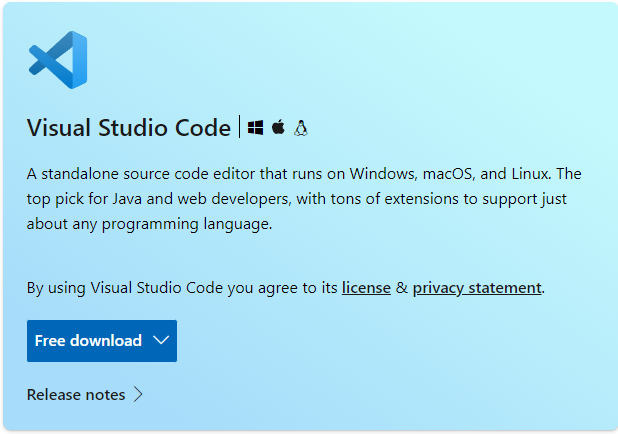 Visual Studio Code
A standalone source code editor that runs on Windows, macOS, and Linux. The
top pick for Java and web developers, with tons of extensions to support just
about any programming language.
By using Visual Studio Code you agree to its license & privacy statement.
Free download
Release notes